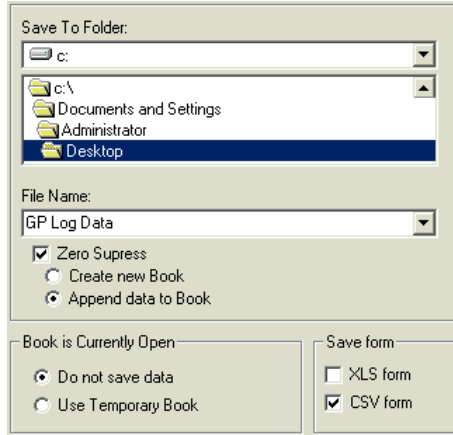 Save To Folder:
c:
c:\
Documents and Settings
Administrator
Desktop
File Name:
GP Log Data
Zero Supress
Create new Book
Append data to Book
Book is Currently Open
Do not save data
Use Temporary Book
Save form
XLS form
CSV form